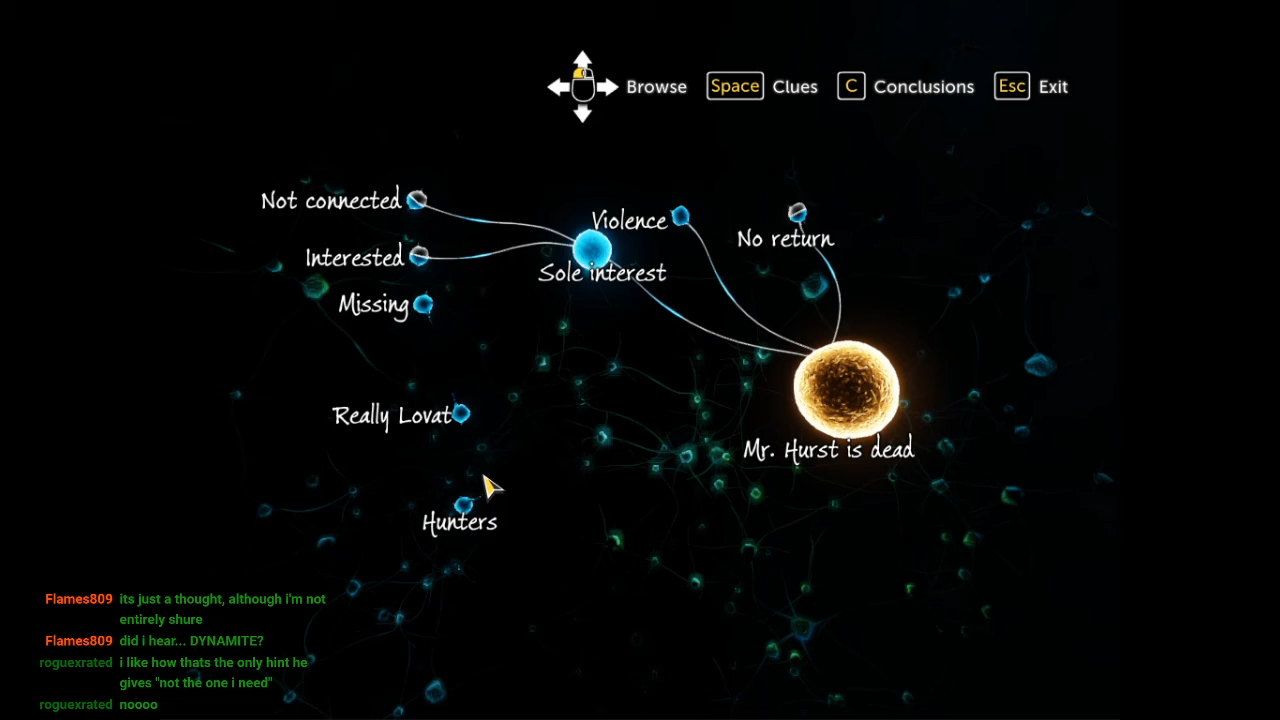 Browse Space Clues C Conclusions Esc Exit
Not connected
Violence
No return
Interested
Sole interest
Missing
Really Lovat
Mr. Hurst is dead
Hunters
Flames809 its just a thought, although i'm not
entirely shure
Flames809 did i hear... DYNAMITE?
roguexrated i like how thats the only hint he
gives "not the one i need"
roguexrated noooo